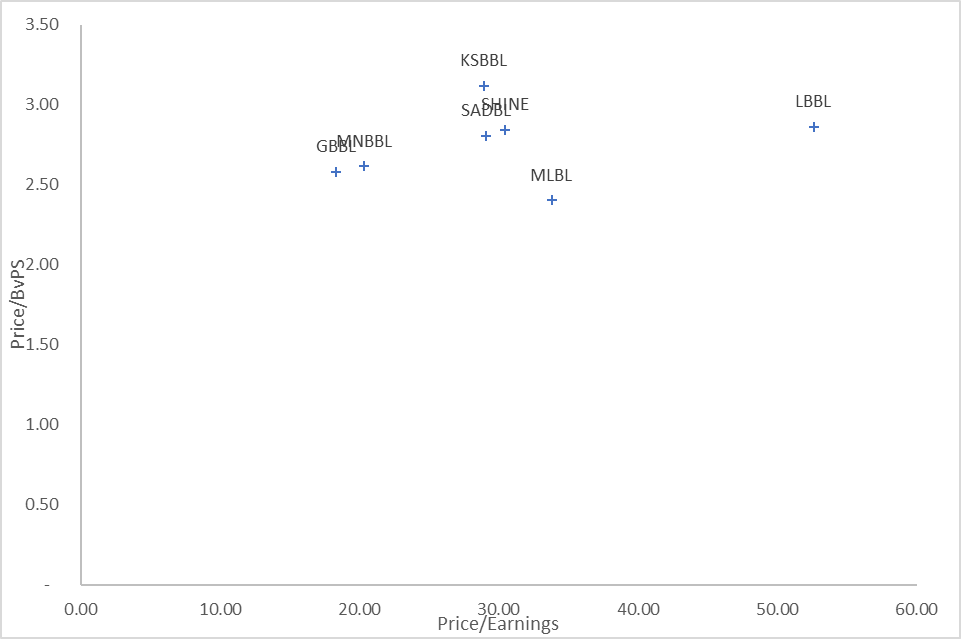 3.50
KSBBL
3.00
LBBL
SHINE
SADBL
MNBBL
GBBL
2.50
MLBL
2.00
Price/BvPS
1.50
1.00
0.50
-
0.00 10.00 20.00 30.00 40.00 50.00 60.00
Price/Earnings